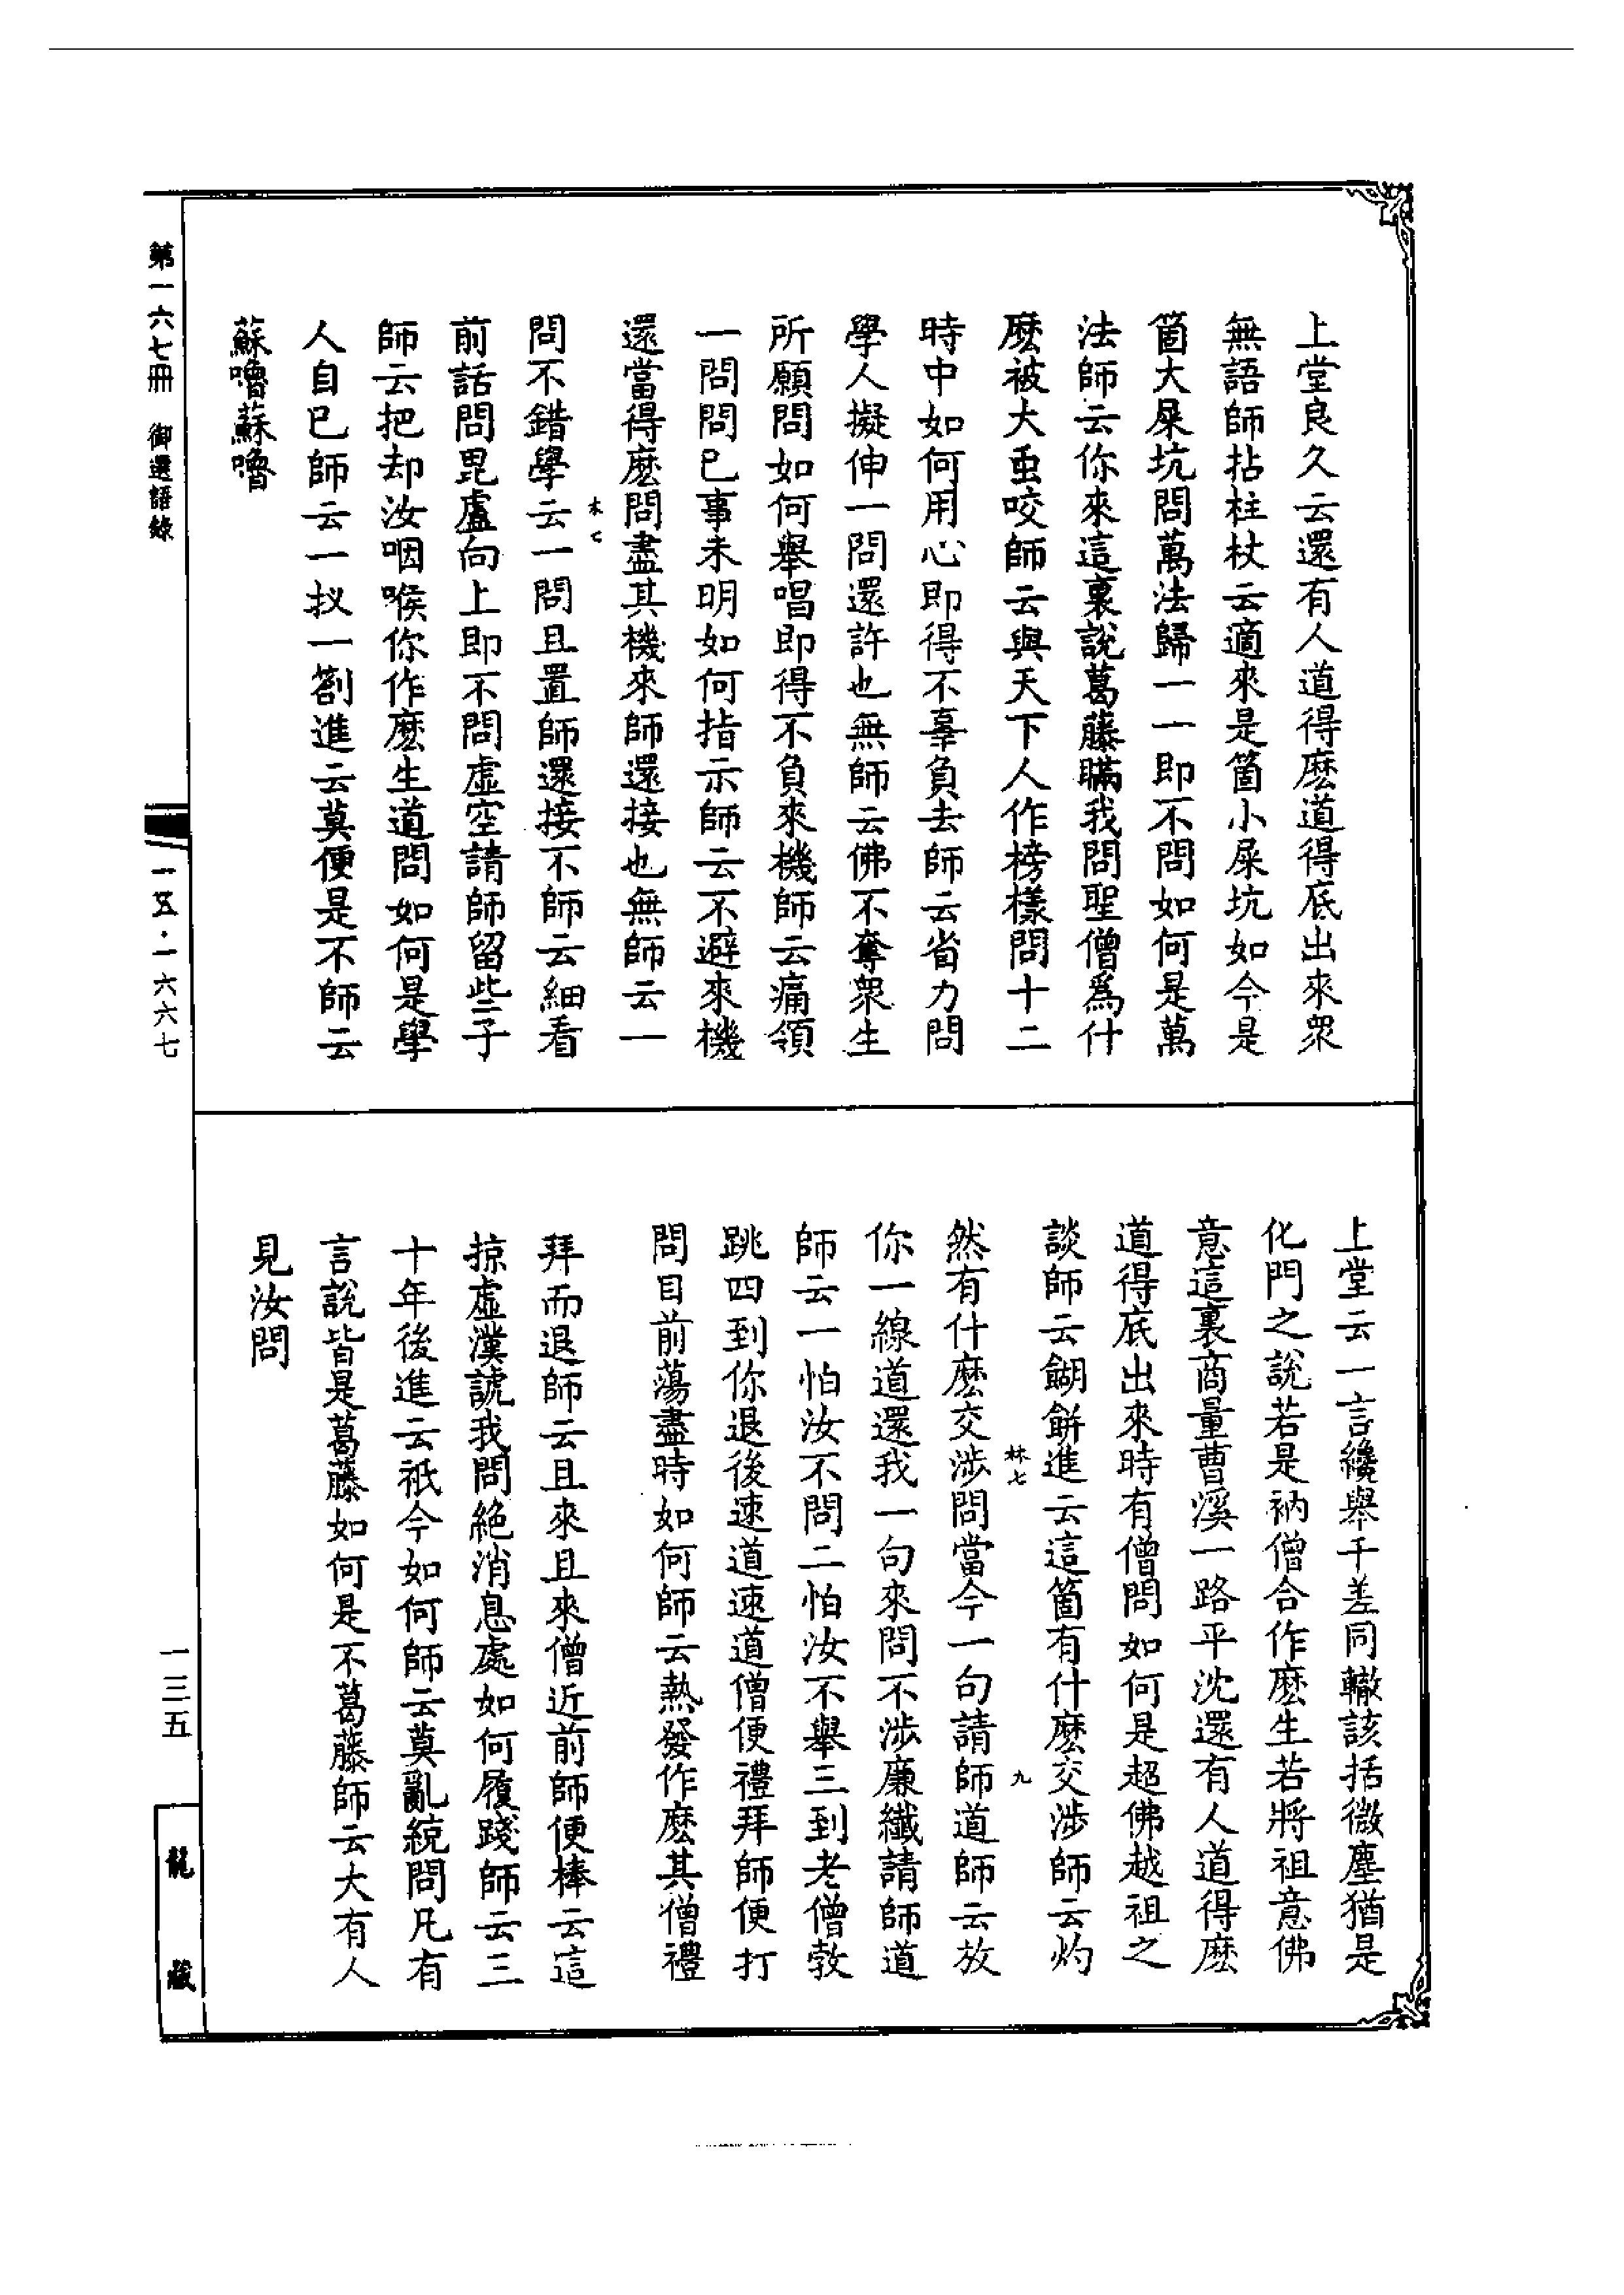 上堂良久云還有人道得麽道得底出來衆
無語師拈柱杖云適來是箇小屎坑如今是
箇大屎坑問萬法歸一一即不問如何是萬
法師云你來這裏說葛藤瞞我問聖僧爲什
麽被大虫咬師云與天下人作榜樣問十二
時中如何用心即得不辜負去師云省力問
學人擬伸一問還許也無師云佛不奪衆生
所願問如何舉唱即得不負來機師云痛領
一問問己事未明如何指示師云不避來機
還當得麽問盡其機來師還接也無師云一
問不錯學云一問且置師還接不師云細看
前話問毘盧向上即不問虛空請師留些子
師云把却汝咽喉你作麽生道問如何是學
人自己師云一扠一劄進云莫便是不師云
蘇嚕蘇嚕
上堂云一言纔舉千差同轍該括微塵猶是
化門之說若是衲僧合作麽生若將祖意佛
意這裏商量曹溪一路平沈還有人道得麽
道得底出來時有僧問如何是超佛越祖之
談師云餬餅進云這箇有什麽交涉師云灼
林七 九
然有什麽交涉問當今一句請師道師云放
你一線道還我一句來問不涉廉纖請師道
師云一怕汝不問二怕汝不舉三到老僧敦
跳四到你退後速道速道僧便禮拜師便打
問目前蕩盡時如何師云熱發作麽其僧禮
拜而退師云且來且來僧近前師便棒云這
掠虛漢謼我問絕消息處如何履踐師云三
十年後進云祇今如何師云莫亂統問凡有
言說皆是葛藤如何是不葛藤師云大有人
見汝問
第一六七冊 御選語錄
一五·一六六七
一三五
龍藏